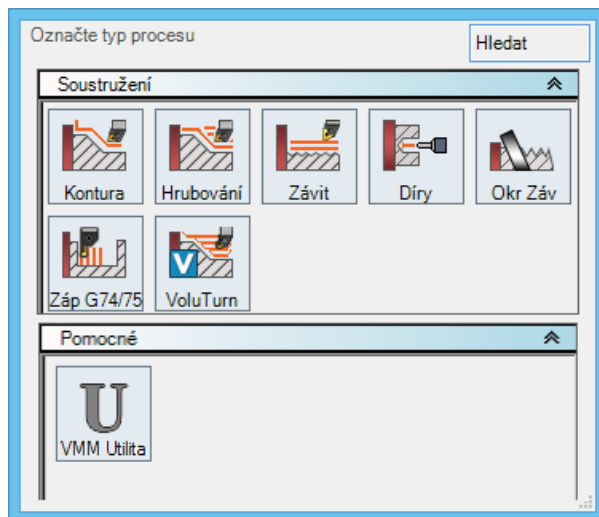 Označte typ procesu
Hledat
Soustružení
Kontura
Hrubování
Závit
Díry
Okr Záv
Záp G74/75
V
VoluTurn
Pomocné
U
VMM Utilita